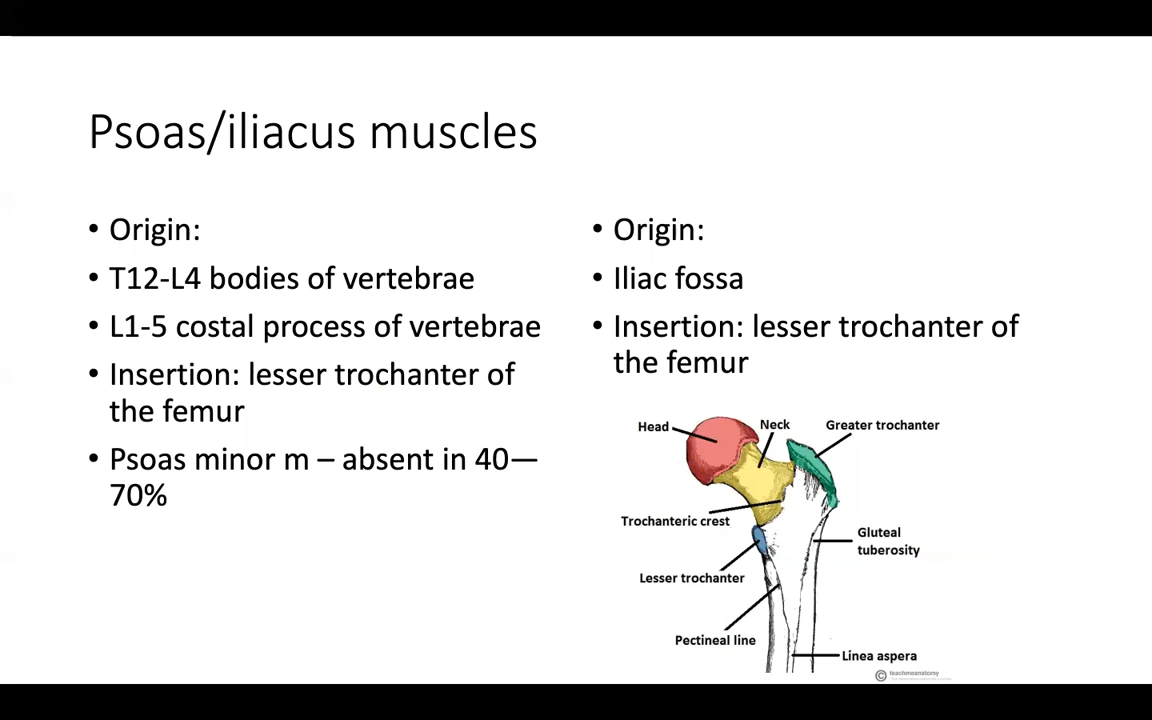 Psoas/iliacus muscles
• Origin:
• T12-L4 bodies of vertebrae
• L1-5 costal process of vertebrae
• Insertion: lesser trochanter of
the femur
• Psoas minor m – absent in 40—
70%
• Origin:
• Iliac fossa
• Insertion: lesser trochanter of
the femur
Head
Neck
Greater trochanter
Trochanteric crest
Gluteal
tuberosity
Lesser trochanter
Pectineal line
Linea aspera
© teachmeanatomy